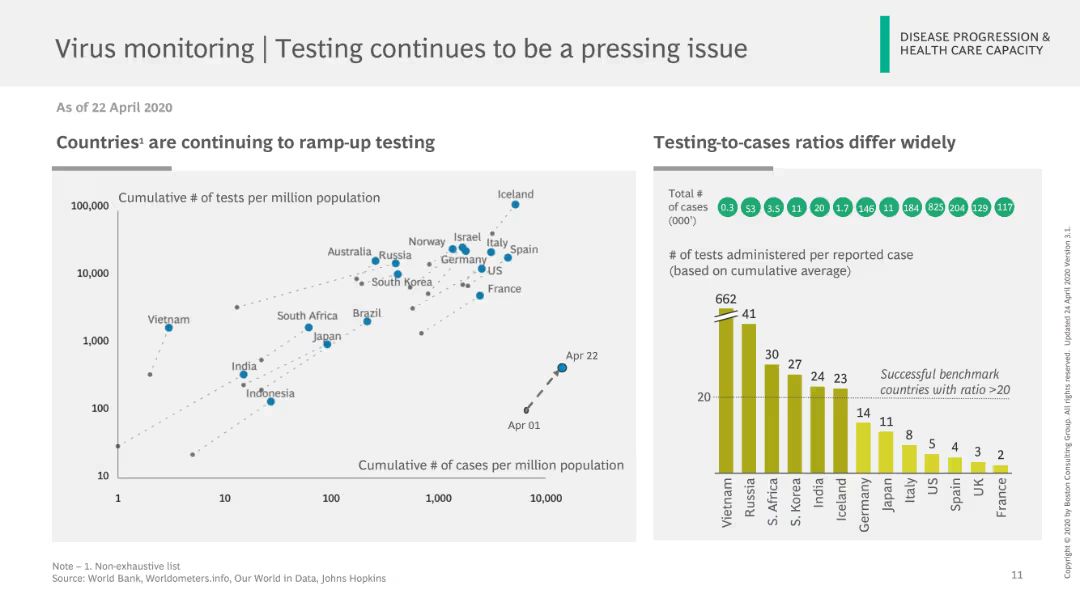 Virus monitoring | Testing continues to be a pressing issue
DISEASE PROGRESSION &
HEALTH CARE CAPACITY
As of 22 April 2020
Countries¹ are continuing to ramp-up testing
Cumulative # of tests per million population
100,000
10,000
1,000
100
10
Iceland
Norway
Israel
Italy
Spain
Australia
Russia
Germany
US
South Korea
France
Vietnam
South Africa
Brazil
Japan
India
Indonesia
Apr 22
Apr 01
Cumulative # of cases per million population
1
10
100
1,000
10,000
Testing-to-cases ratios differ widely
Total #
of cases
(000')
0.3 53 3.5 11 20 1.7 146 11 184 825 204 129 117
# of tests administered per reported case
(based on cumulative average)
662
41
30
27
24
23
14
11
8
5
4
3
2
Successful benchmark
countries with ratio >20
20
Vietnam
Russia
S. Africa
S. Korea
India
Iceland
Germany
Japan
Italy
US
Spain
UK
France
Note – 1. Non-exhaustive list
Source: World Bank, Worldometers.info, Our World in Data, Johns Hopkins
11
Copyright © 2020 by Boston Consulting Group. All rights reserved. Updated 24 April 2020 Version 3.1.